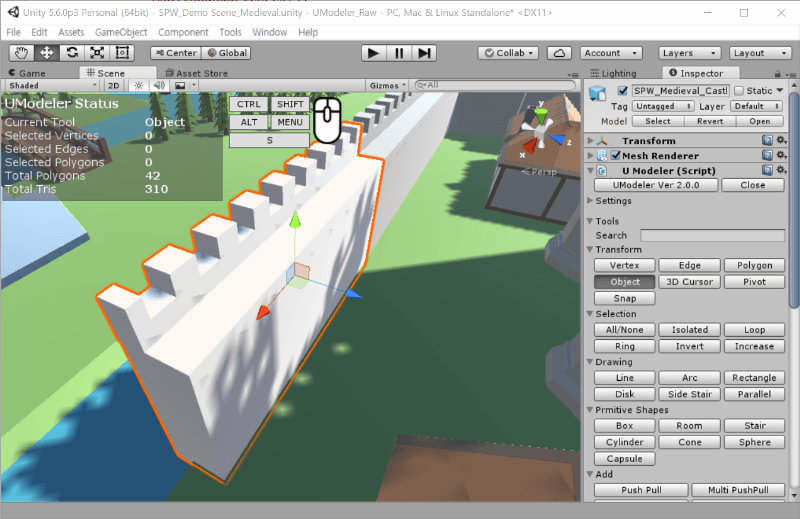 Unity 5.6.0p3 Personal (64bit) - SPW_Demo Scene_Medieval.unity - UModeler_Raw - PC, Mac & Linux Standalone* <DX11>
File Edit Assets GameObject Component Tools Window Help
Center Global Collab Account Layers Layout
Game Scene Asset Store
Lighting Inspector
Shaded 2D Gizmos All
UModeler Status
Current Tool Object
Selected Vertices 0
Selected Edges 0
Selected Polygons 0
Total Polygons 42
Total Tris 310
CTRL SHIFT
ALT MENU
S
y
x
z
Persp
SPW_Medieval_Castl Static
Tag Untagged Layer Default
Model Select Revert Open
Transform
Mesh Renderer
U Modeler (Script)
UModeler Ver 2.0.0 Close
Settings
Tools
Search
Transform
Vertex Edge Polygon
Object 3D Cursor Pivot
Snap
Selection
All/None Isolated Loop
Ring Invert Increase
Drawing
Line Arc Rectangle
Disk Side Stair Parallel
Prmitive Shapes
Box Room Stair
Cylinder Cone Sphere
Capsule
Add
Push Pull Multi PushPull